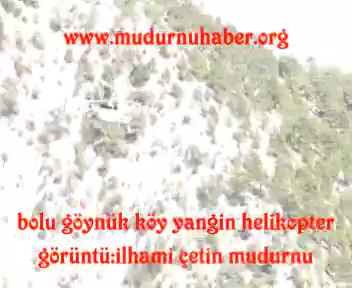 www.mudurnuhaber.org
bolu göynük köy yangin helikopter
görüntü:ilhami çetin mudurnu